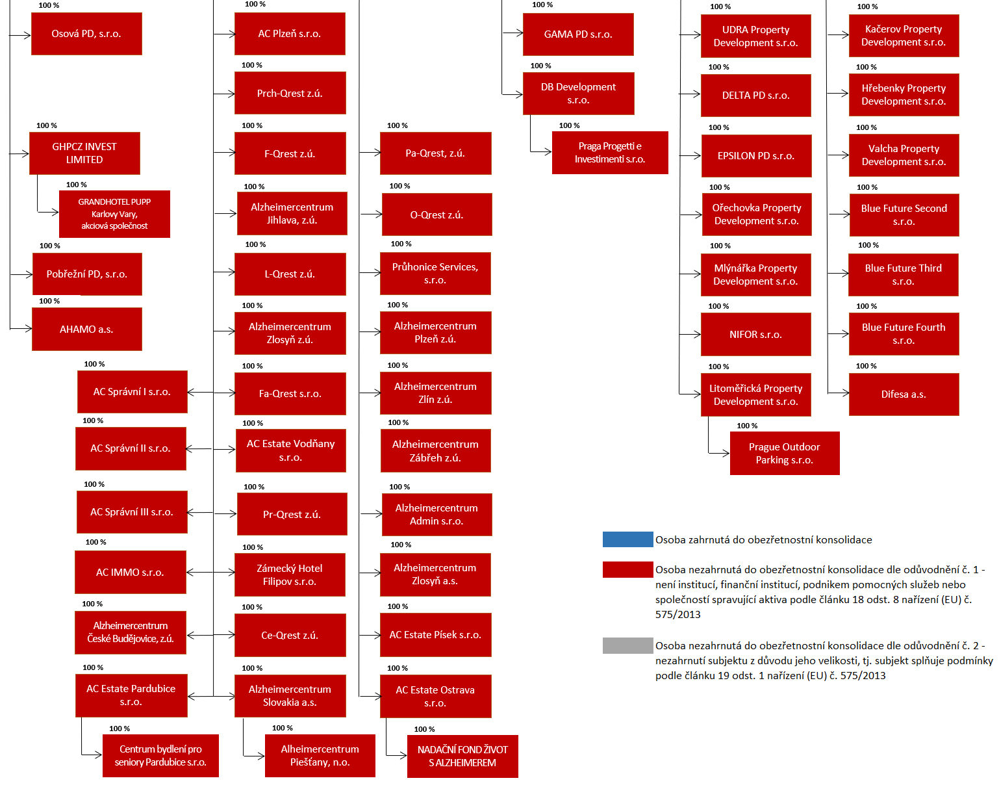 100 %
Osová PD, s.r.o.
100 %
GHPCZ INVEST
LIMITED
100 %
GRANDHOTEL PUPP
Karlovy Vary,
akciová společnost
100 %
Pobřežní PD, s.r.o.
100 %
AHAMO a.s.
100 %
AC Správní I s.r.o.
100 %
AC Správní II s.r.o.
100 %
AC Správní III s.r.o.
100 %
AC IMMO s.r.o.
100 %
Alzheimercentrum
České Budějovice, z.ú.
100 %
AC Estate Pardubice
s.r.o.
100 %
Centrum bydlení pro
seniory Pardubice s.r.o.
100 %
AC Plzeň s.r.o.
100 %
Prch-Qrest z.ú.
100 %
F-Qrest z.ú.
100 %
Alzheimercentrum
Jihlava, z.ú.
100 %
L-Qrest z.ú.
100 %
Alzheimercentrum
Zlosyň z.ú.
100 %
Fa-Qrest s.r.o.
100 %
AC Estate Vodňany
s.r.o.
100 %
Pr-Qrest z.ú.
100 %
Zámecký Hotel
Filipov s.r.o.
100 %
Ce-Qrest z.ú.
100 %
Alzheimercentrum
Slovakia a.s.
100 %
Alheimercentrum
Piešťany, n.o.
100 %
Pa-Qrest, z.ú.
100 %
O-Qrest z.ú.
100 %
Průhonice Services,
s.r.o.
100 %
Alzheimercentrum
Plzeň z.ú.
100 %
Alzheimercentrum
Zlín z.ú.
100 %
Alzheimercentrum
Zábřeh z.ú.
100 %
Alzheimercentrum
Admin s.r.o.
100 %
Alzheimercentrum
Zlosyň a.s.
100 %
AC Estate Písek s.r.o.
100 %
AC Estate Ostrava
s.r.o.
100 %
NADAČNÍ FOND ŽIVOT
S ALZHEIMEREM
100 %
GAMA PD s.r.o.
100 %
DB Development
s.r.o.
100 %
Praga Progetti e
Investimenti s.r.o.
100 %
UDRA Property
Development s.r.o.
100 %
DELTA PD s.r.o.
100 %
EPSILON PD s.r.o.
100 %
Ořechovka Property
Development s.r.o.
100 %
Mlýnářka Property
Development s.r.o.
100 %
NIFOR s.r.o.
100 %
Litoměřická Property
Development s.r.o.
100 %
Prague Outdoor
Parking s.r.o.
100 %
Kačerov Property
Development s.r.o.
100 %
Hřebenky Property
Development s.r.o.
100 %
Valcha Property
Development s.r.o.
100 %
Blue Future Second
s.r.o.
100 %
Blue Future Third
s.r.o.
100 %
Blue Future Fourth
s.r.o.
100 %
Difesa a.s.
Osoba zahrnutá do obezřetnostní konsolidace
Osoba nezahrnutá do obezřetnostní konsolidace dle odůvodnění č. 1 -
není institucí, finanční institucí, podnikem pomocných služeb nebo
společností spravující aktiva podle článku 18 odst. 8 nařízení (EU) č.
575/2013
Osoba nezahrnutá do obezřetnostní konsolidace dle odůvodnění č. 2 -
nezahrnutí subjektu z důvodu jeho velikosti, tj. subjekt splňuje podmínky
podle článku 19 odst. 1 nařízení (EU) č. 575/2013